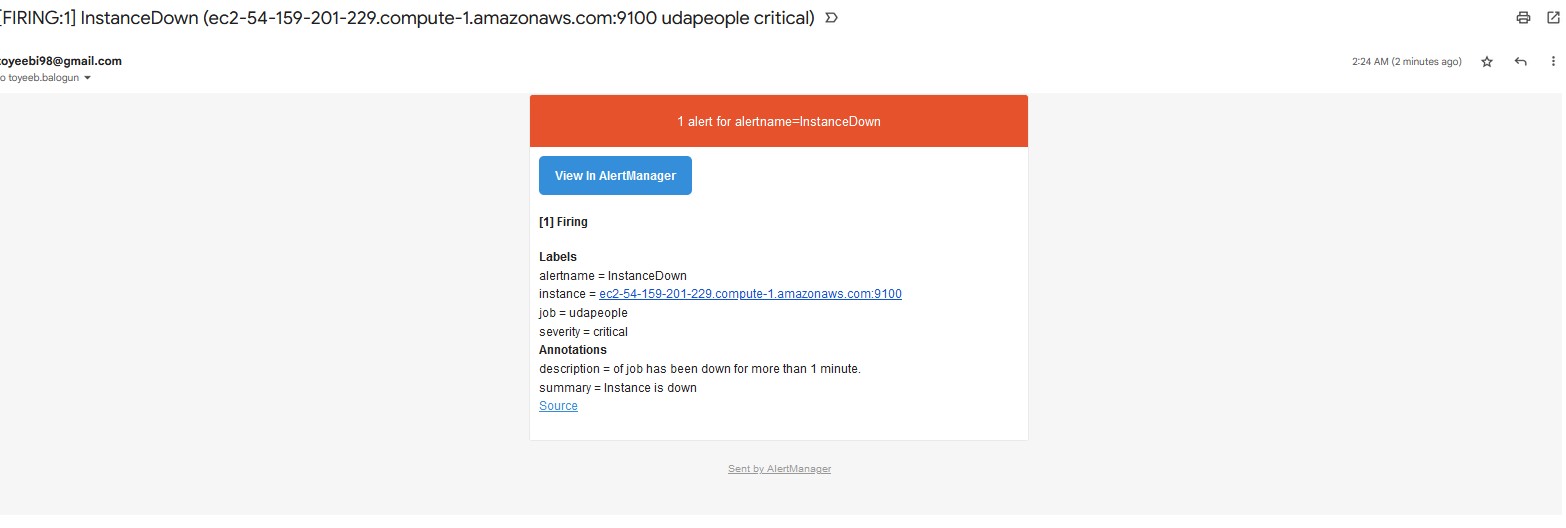 [FIRING:1] InstanceDown (ec2-54-159-201-229.compute-1.amazonaws.com:9100 udapeople critical)
toyeebi98@gmail.com
2:24 AM (2 minutes ago)
o toyeeb.balogun
1 alert for alertname=InstanceDown
View In AlertManager
[1] Firing
Labels
alertname = InstanceDown
instance = ec2-54-159-201-229.compute-1.amazonaws.com:9100
job = udapeople
severity = critical
Annotations
description = of job has been down for more than 1 minute.
summary = Instance is down
Source
Sent by AlertManager